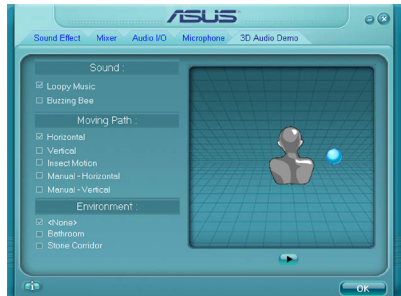 ASUS
Sound Effect Mixer Audio I/O Microphone 3D Audio Demo
Sound :
Loopy Music
Buzzing Bee
Moving Path :
Horizontal
Vertical
Insect Motion
Manual - Horizontal
Manual - Vertical
Environment :
<None>
Bathroom
Stone Corridor
i
OK